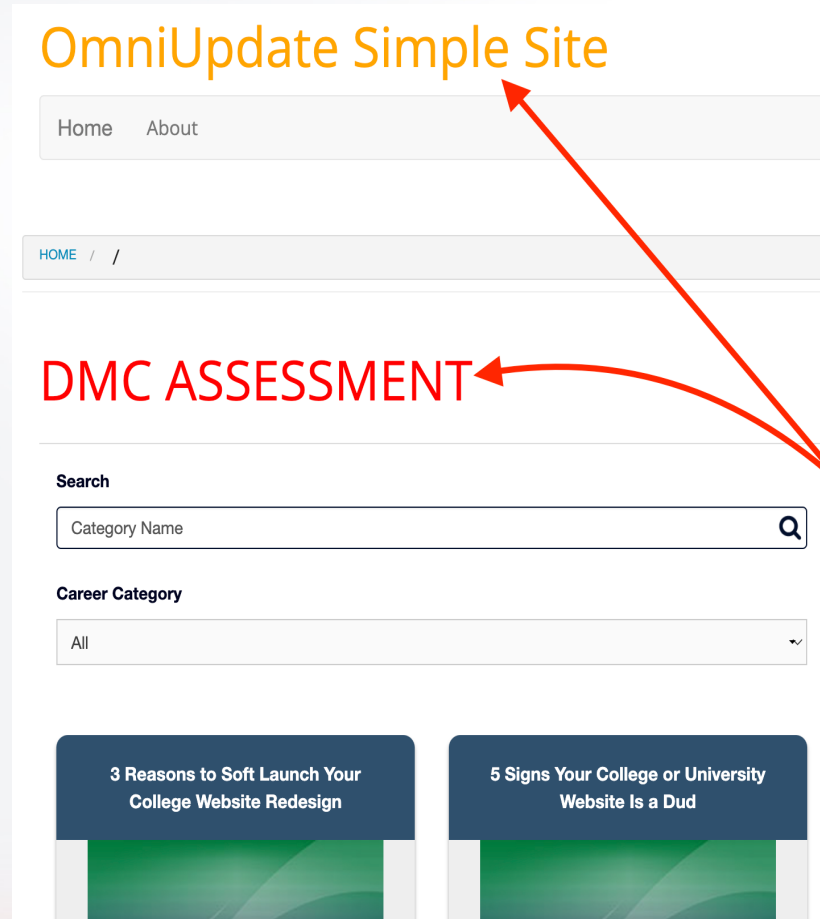 OmniUpdate Simple Site
Home About
HOME / /
DMC ASSESSMENT
Search
Category Name
Career Category
All
3 Reasons to Soft Launch Your
College Website Redesign
5 Signs Your College or University
Website Is a Dud